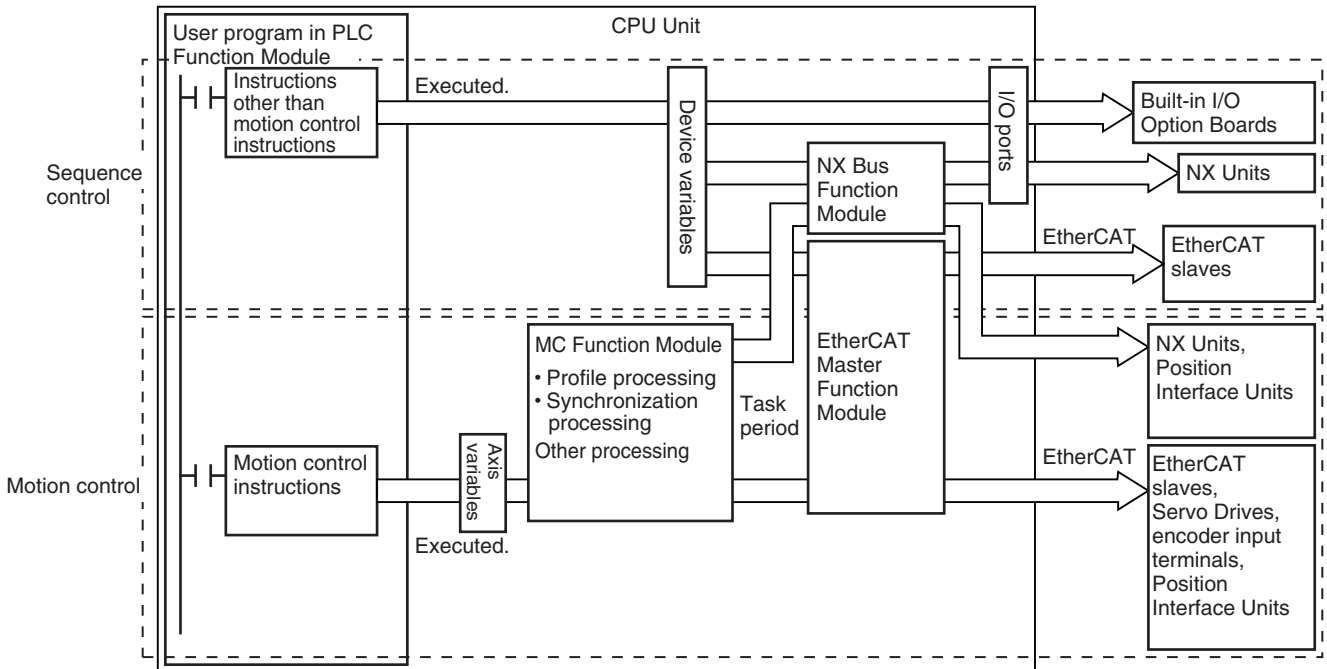 CPU Unit
User program in PLC
Function Module
Instructions
other than
motion control
instructions
Executed.
Device variables
I/O ports
Built-in I/O
Option Boards
Sequence
control
NX Bus
Function
Module
NX Units
EtherCAT
EtherCAT
slaves
MC Function Module
• Profile processing
• Synchronization
processing
Other processing
Task
period
EtherCAT
Master
Function
Module
NX Units,
Position
Interface Units
Motion control
Motion control
instructions
Axis
variables
Executed.
EtherCAT
EtherCAT
slaves,
Servo Drives,
encoder input
terminals,
Position
Interface Units